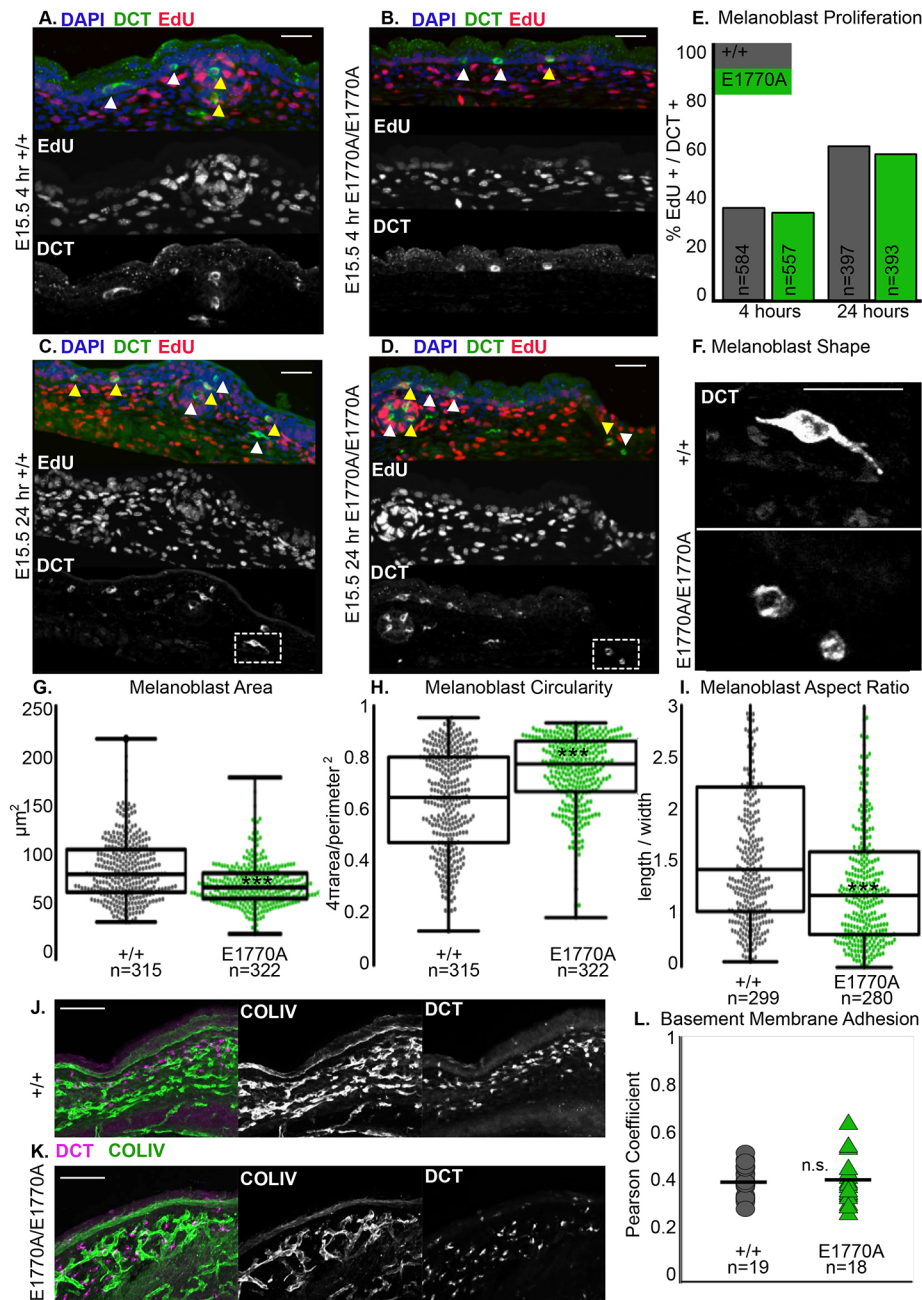 A. DAPI DCT EdU
E15.5 4 hr +/+
EdU
DCT
B. DAPI DCT EdU
E15.5 4 hr E1770A/E1770A
EdU
DCT
E. Melanoblast Proliferation
+/+
E1770A
% EdU + / DCT +
100
80
60
40
20
0
n=584
n=557
n=397
n=393
4 hours
24 hours
C. DAPI DCT EdU
E15.5 24 hr +/+
EdU
DCT
D. DAPI DCT EdU
E15.5 24 hr E1770A/E1770A
EdU
DCT
F. Melanoblast Shape
DCT
+/+
E1770A/E1770A
G. Melanoblast Area
µm²
250
200
150
100
50
0
***
+/+
n=315
E1770A
n=322
H. Melanoblast Circularity
4πarea/perimeter²
1
0.8
0.6
0.4
0.2
0
***
+/+
n=315
E1770A
n=322
I. Melanoblast Aspect Ratio
length / width
3
2.5
2
1.5
1
0.5
0
***
+/+
n=299
E1770A
n=280
J.
+/+
COLIV
DCT
K. DCT COLIV
E1770A/E1770A
COLIV
DCT
L. Basement Membrane Adhesion
Pearson Coeffiicient
1
0.8
0.6
0.4
0.2
0
n.s.
+/+
n=19
E1770A
n=18